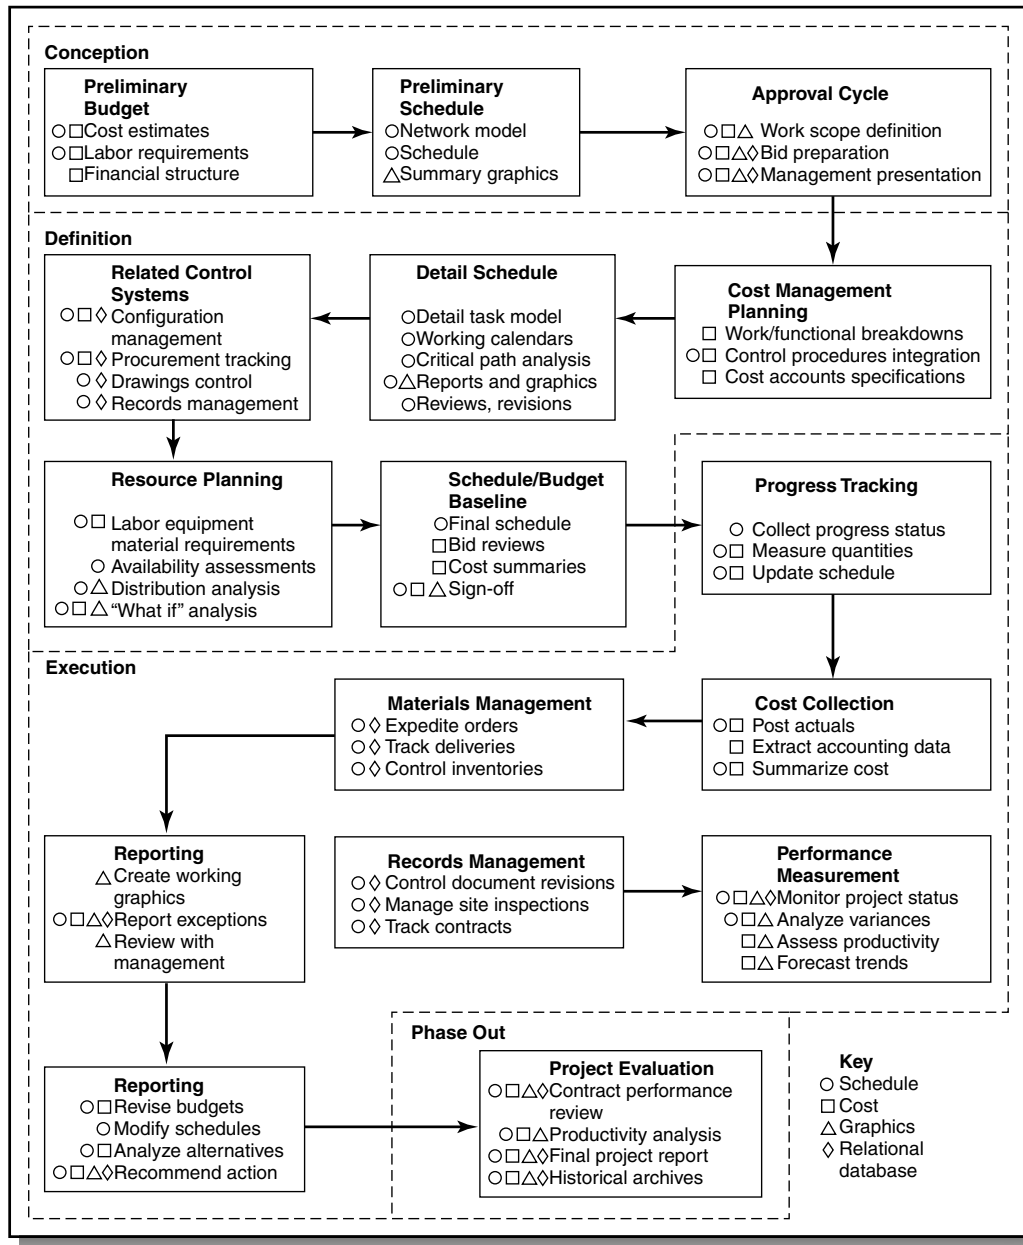 Conception
Preliminary
Budget
Cost estimates
Labor requirements
Financial structure
Preliminary
Schedule
Network model
Schedule
Summary graphics
Approval Cycle
Work scope definition
Bid preparation
Management presentation
Definition
Related Control
Systems
Configuration
management
Procurement tracking
Drawings control
Records management
Detail Schedule
Detail task model
Working calendars
Critical path analysis
Reports and graphics
Reviews, revisions
Cost Management
Planning
Work/functional breakdowns
Control procedures integration
Cost accounts specifications
Resource Planning
Labor equipment
material requirements
Availability assessments
Distribution analysis
“What if” analysis
Schedule/Budget
Baseline
Final schedule
Bid reviews
Cost summaries
Sign-off
Progress Tracking
Collect progress status
Measure quantities
Update schedule
Execution
Materials Management
Expedite orders
Track deliveries
Control inventories
Cost Collection
Post actuals
Extract accounting data
Summarize cost
Reporting
Create working
graphics
Report exceptions
Review with
management
Records Management
Control document revisions
Manage site inspections
Track contracts
Performance
Measurement
Monitor project status
Analyze variances
Assess productivity
Forecast trends
Reporting
Revise budgets
Modify schedules
Analyze alternatives
Recommend action
Phase Out
Project Evaluation
Contract performance
review
Productivity analysis
Final project report
Historical archives
Key
Schedule
Cost
Graphics
Relational
database